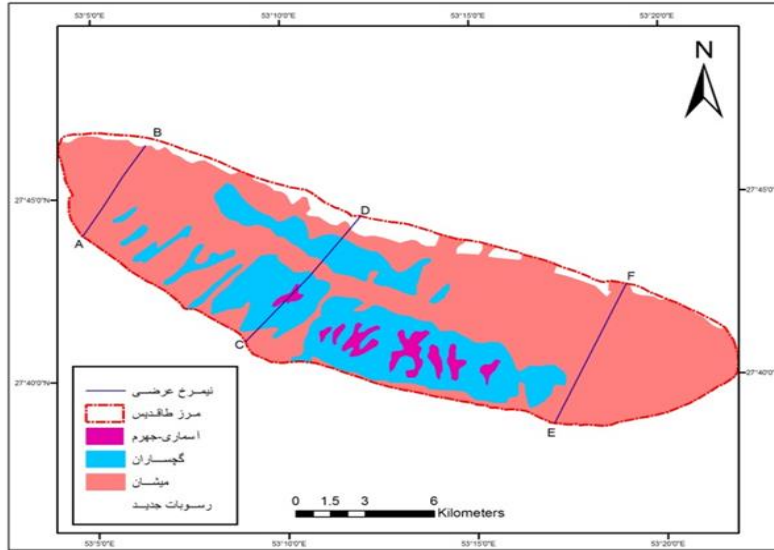 53°5'0"E 53°10'0"E 53°15'0"E 53°20'0"E
N
B
27°45'0"N 27°45'0"N
D
A
F
C
27°40'0"N 27°40'0"N
E
نیمرخ عرضی
مرز طاقدیس
آسماری-جهرم
گچساران
میشان
رسوبات جدید
0 1.5 3 6
Kilometers
53°5'0"E 53°10'0"E 53°15'0"E 53°20'0"E